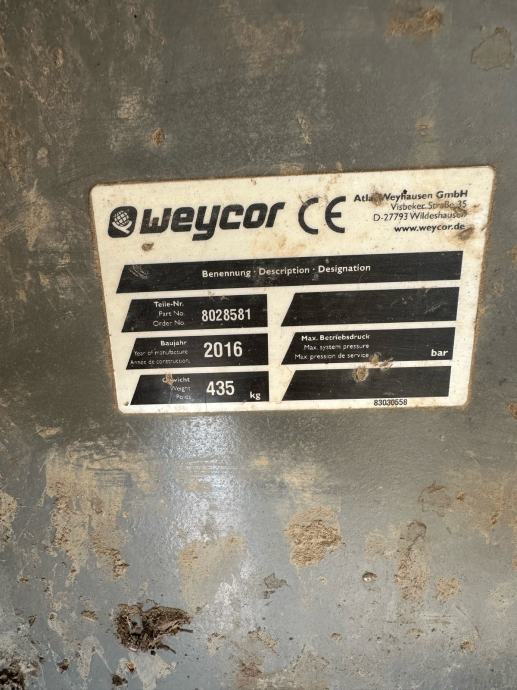 weycor CE
Atlas Weyhausen GmbH
Visbeker Straße 35
D-27793 Wildeshausen
www.weycor.de
Benennung · Description · Designation
Teile-Nr.
Part No.
Order No.
8028581
Baujahr
Year of manufacture
Année de construction
2016
Max. Betriebsdruck
Max. system pressure
Max. pression de service
bar
Gewicht
Weight
Poids
435 kg
83030558